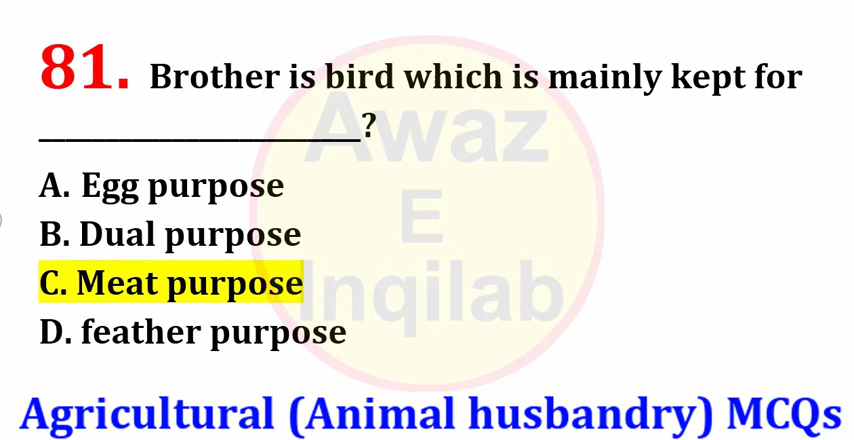 81. Brother is bird which is mainly kept for
________________________?
A. Egg purpose
B. Dual purpose
C. Meat purpose
D. feather purpose
Awaz
E
Inqilab
Agricultural (Animal husbandry) MCQs